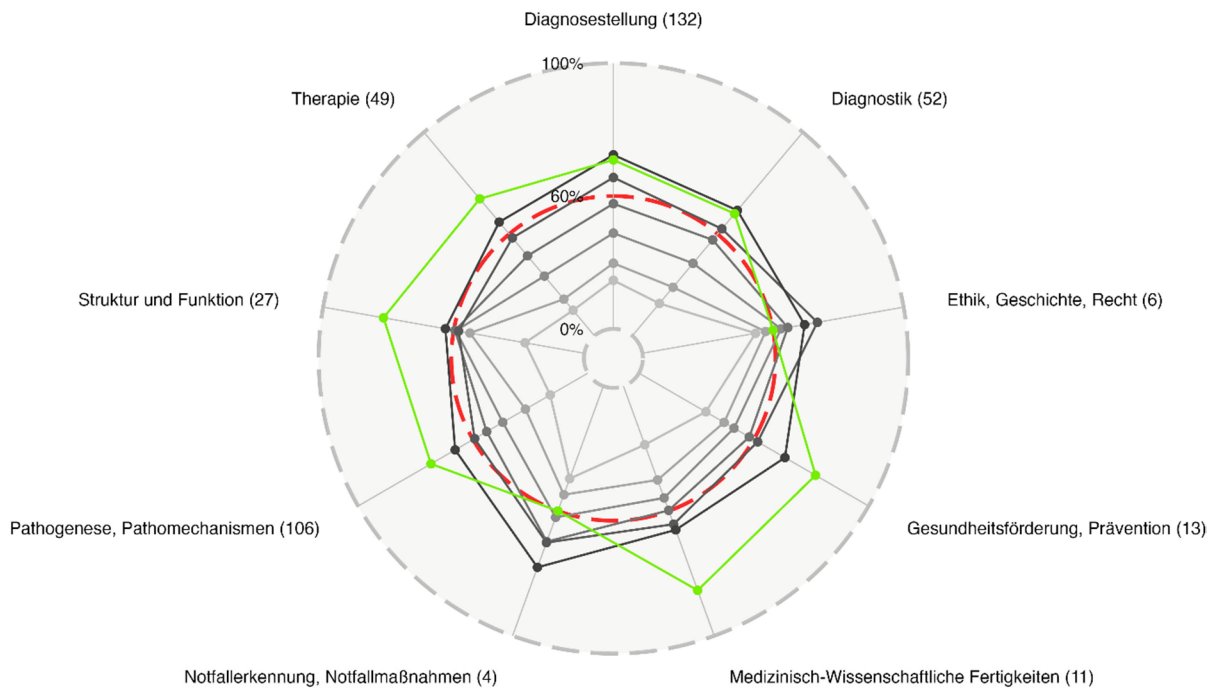 Diagnosestellung (132)
100%
Therapie (49)
Diagnostik (52)
60%
Struktur und Funktion (27)
Ethik, Geschichte, Recht (6)
0%
Pathogenese, Pathomechanismen (106)
Gesundheitsförderung, Prävention (13)
Notfallerkennung, Notfallmaßnahmen (4)
Medizinisch-Wissenschaftliche Fertigkeiten (11)